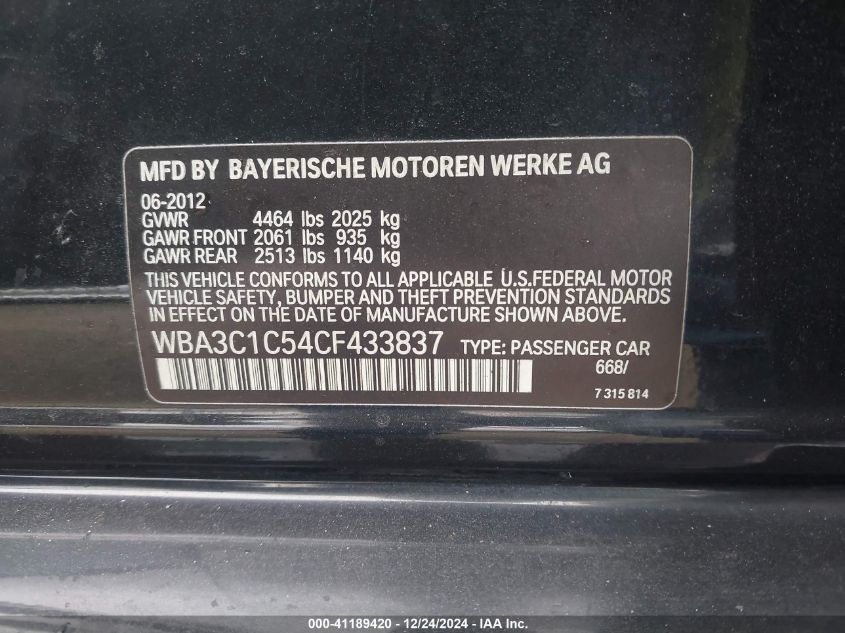 MFD BY BAYERISCHE MOTOREN WERKE AG
06-2012
GVWR 4464 lbs 2025 kg
GAWR FRONT 2061 lbs 935 kg
GAWR REAR 2513 lbs 1140 kg
THIS VEHICLE CONFORMS TO ALL APPLICABLE U.S.FEDERAL MOTOR
VEHICLE SAFETY, BUMPER AND THEFT PREVENTION STANDARDS
IN EFFECT ON THE DATE OF MANUFACTURE SHOWN ABOVE.
WBA3C1C54CF433837 TYPE: PASSENGER CAR
668/
7 315 814
000-41189420 - 12/24/2024 - IAA Inc.